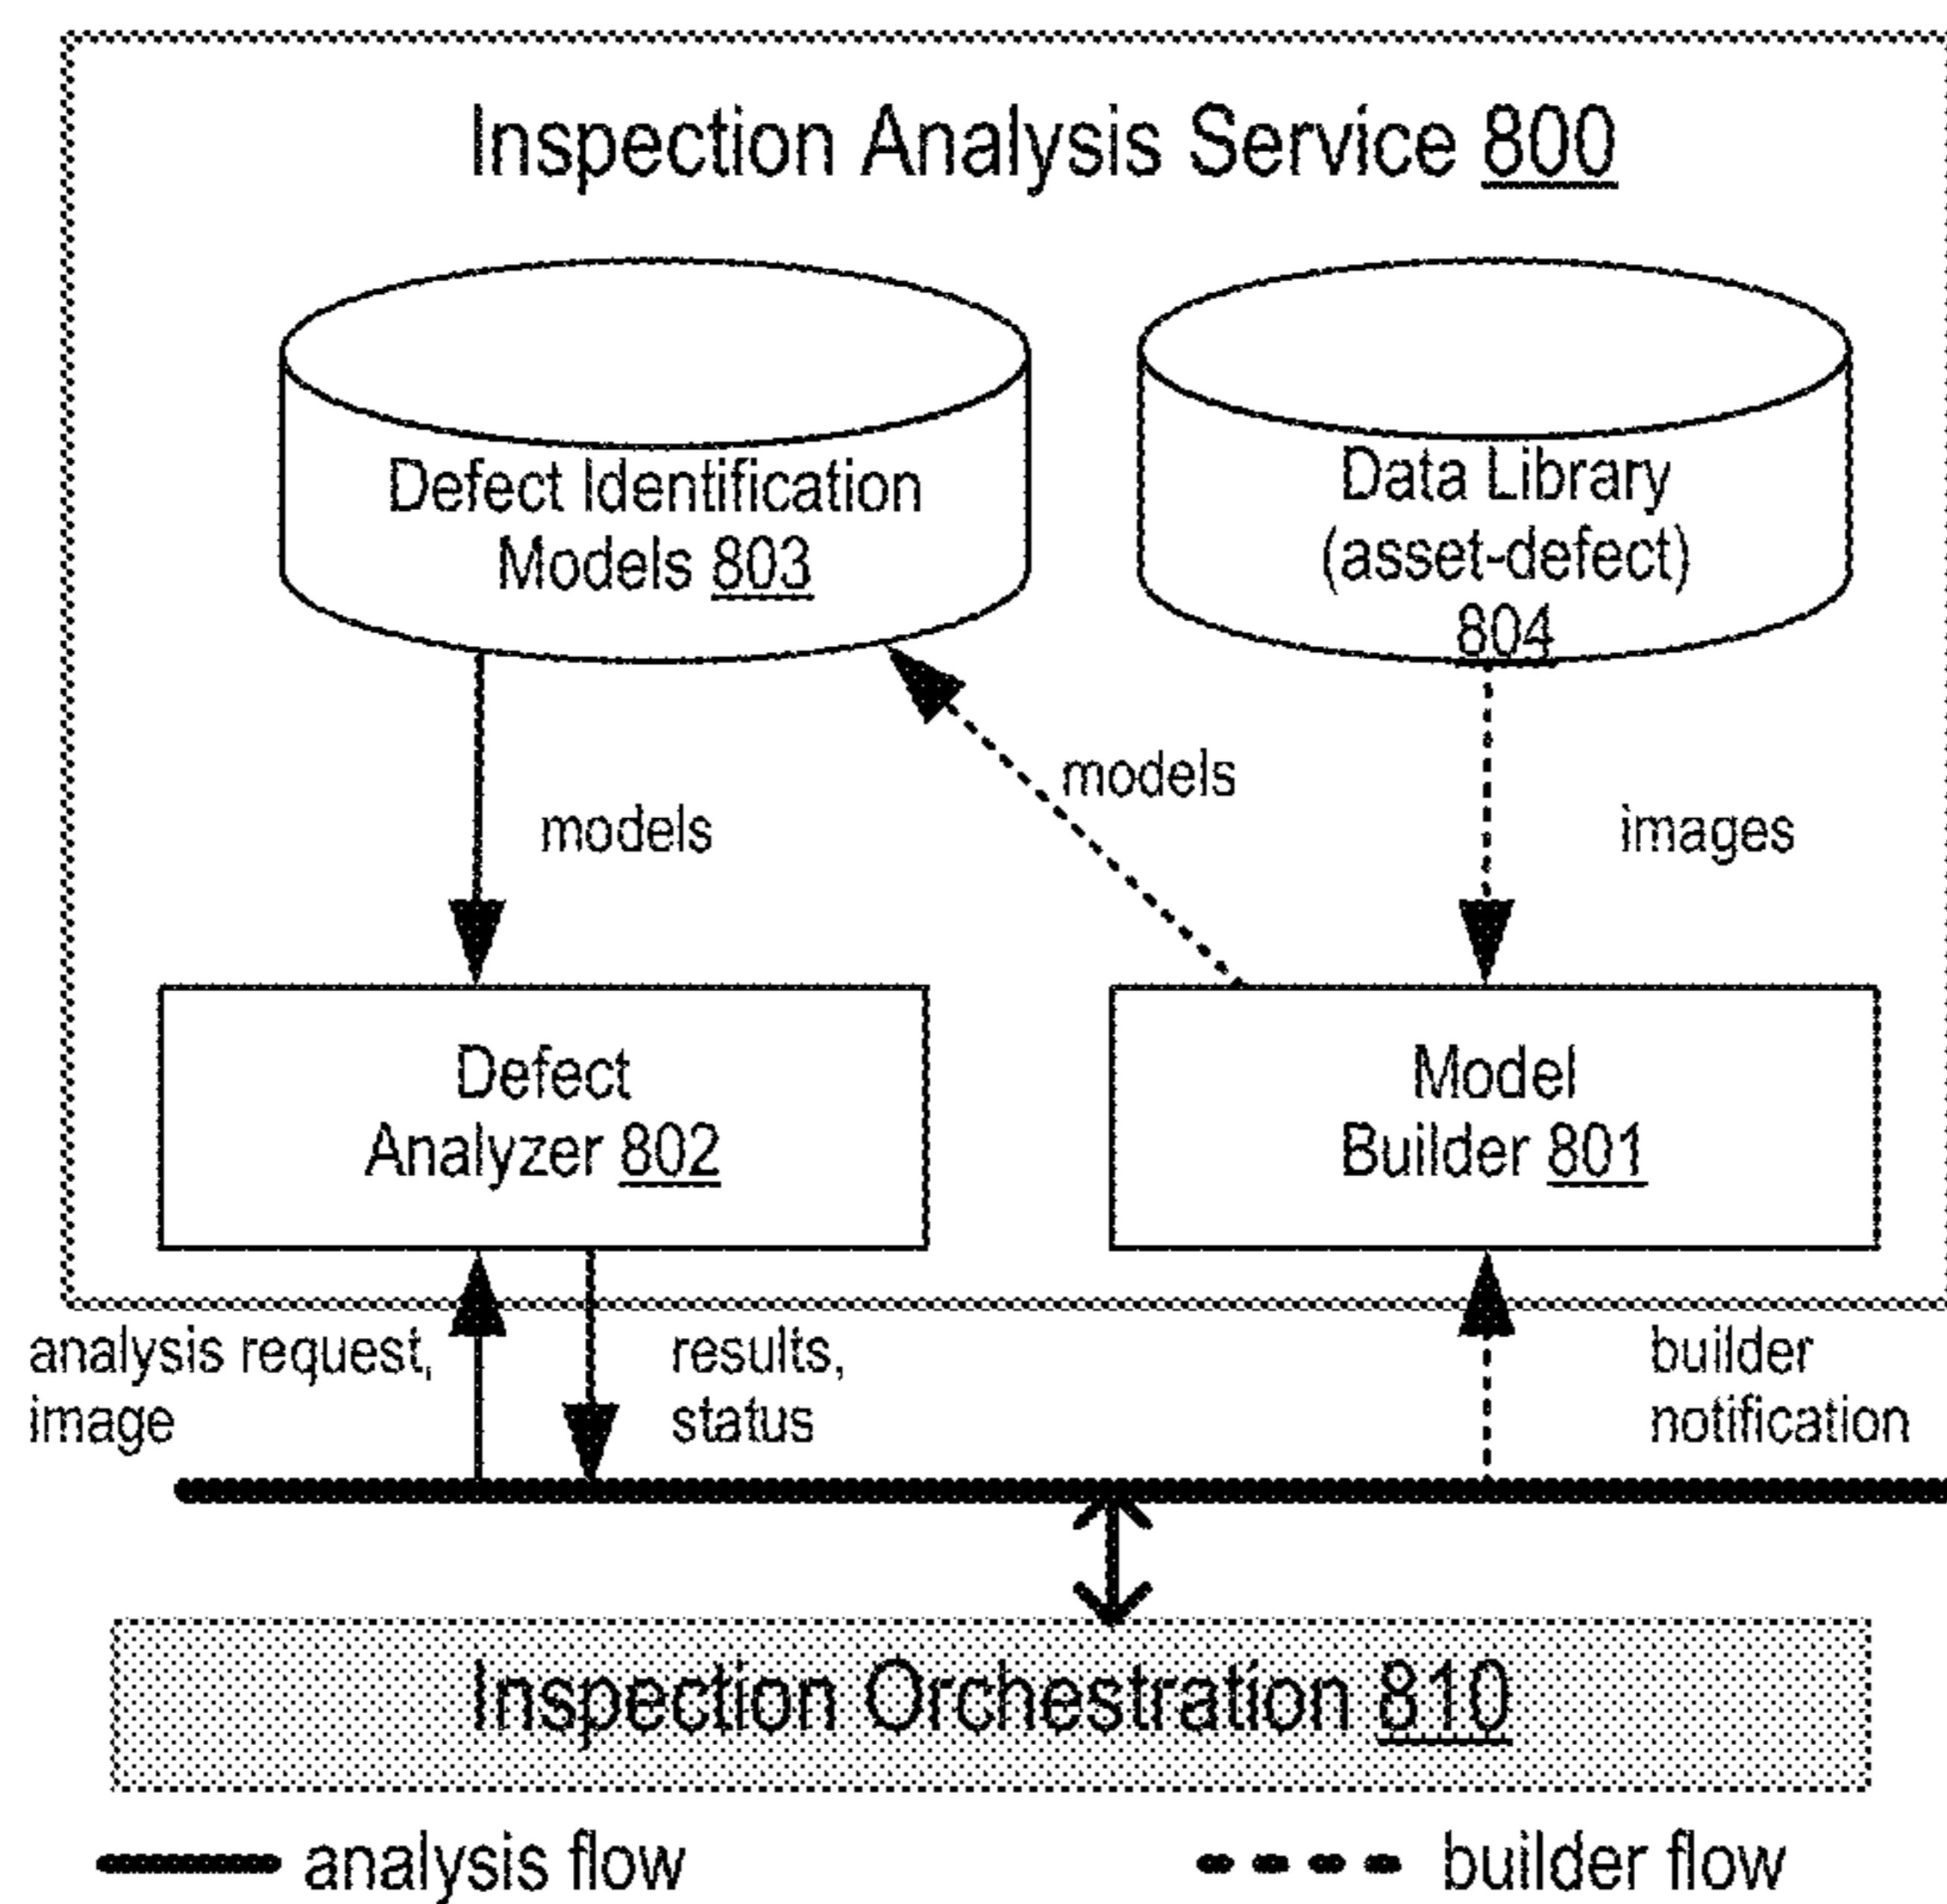 Inspection Analysis Service 800
Defect Identification
Models 803
Data Library
(asset-defect)
804
models
models
images
Defect
Analyzer 802
Model
Builder 801
analysis request,
image
results,
status
builder
notification
Inspection Orchestration 810
analysis flow
builder flow